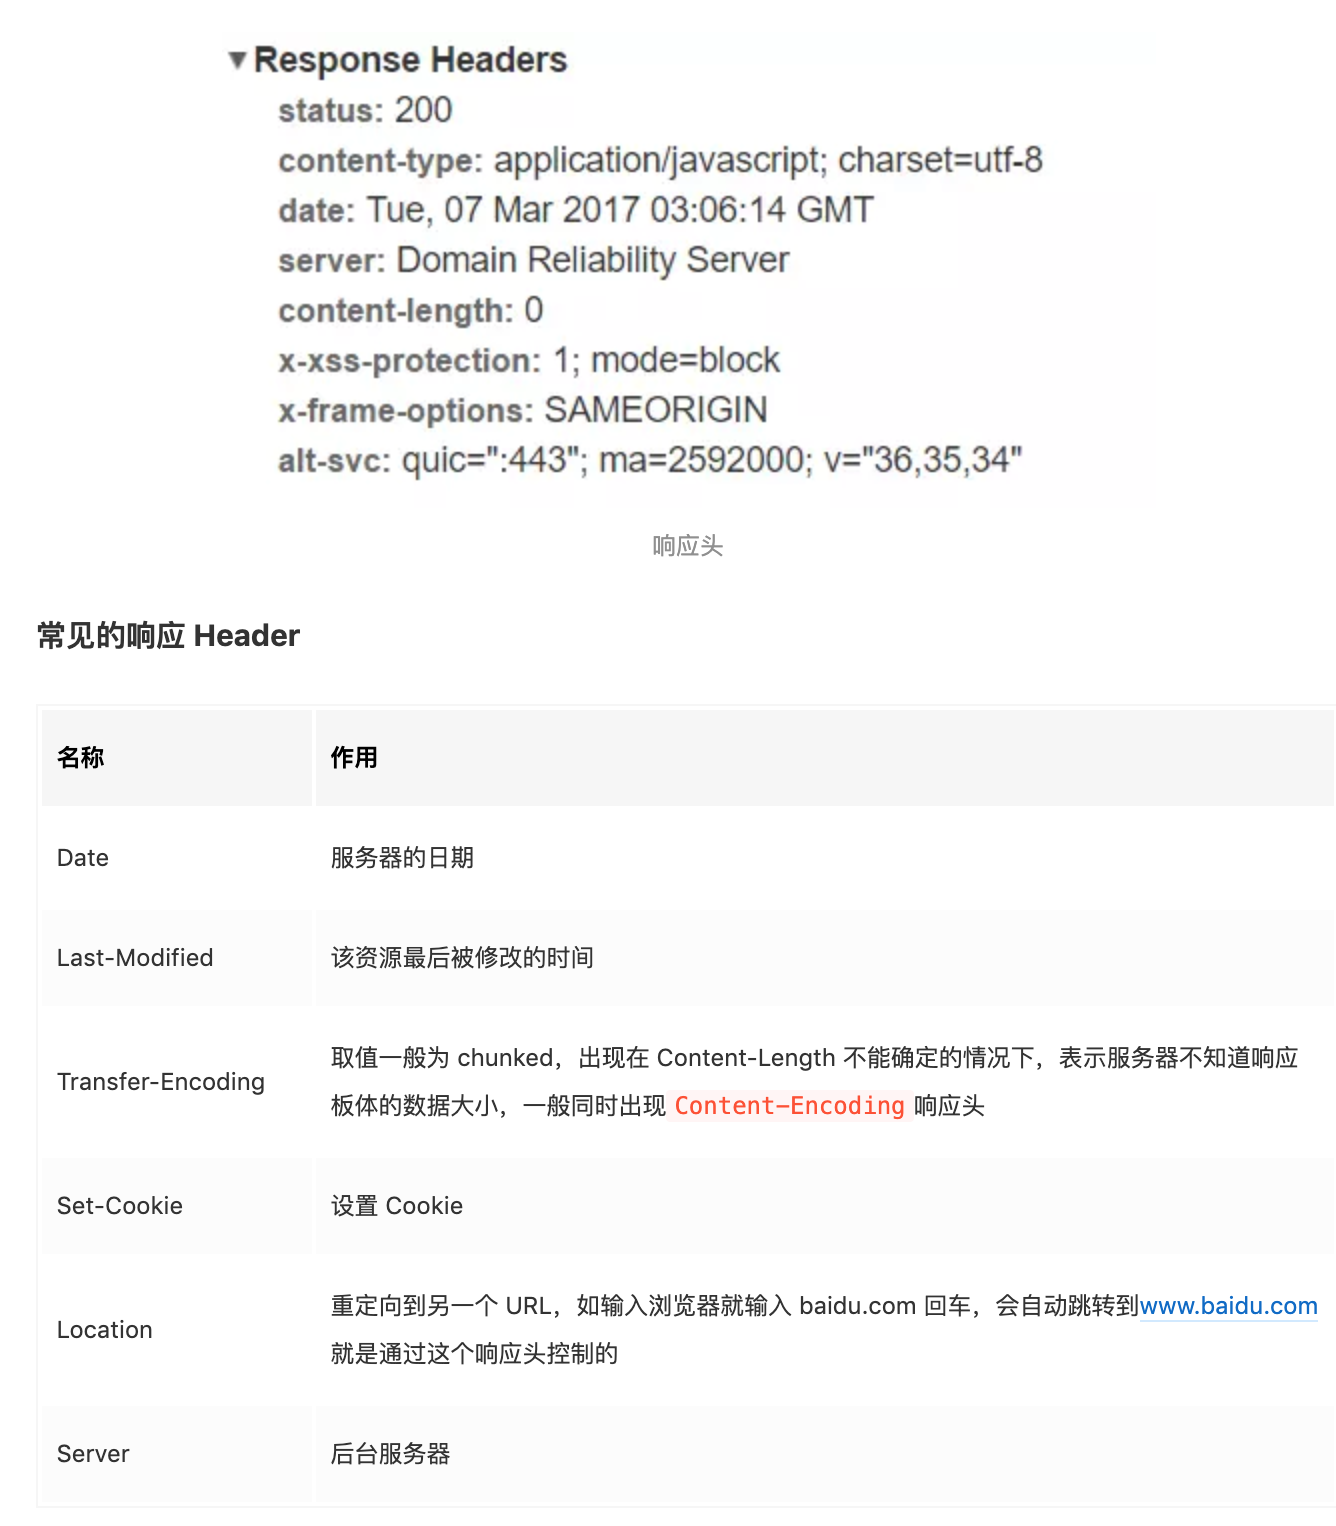 ▼ Response Headers
status: 200
content-type: application/javascript; charset=utf-8
date: Tue, 07 Mar 2017 03:06:14 GMT
server: Domain Reliability Server
content-length: 0
x-xss-protection: 1; mode=block
x-frame-options: SAMEORIGIN
alt-svc: quic=":443"; ma=2592000; v="36,35,34"
响应头
常见的响应 Header
名称 作用
Date 服务器的日期
Last-Modified 该资源最后被修改的时间
Transfer-Encoding 取值一般为 chunked，出现在 Content-Length 不能确定的情况下，表示服务器不知道响应
板体的数据大小，一般同时出现 Content-Encoding 响应头
Set-Cookie 设置 Cookie
Location 重定向到另一个 URL，如输入浏览器就输入 baidu.com 回车，会自动跳转到www.baidu.com
就是通过这个响应头控制的
Server 后台服务器